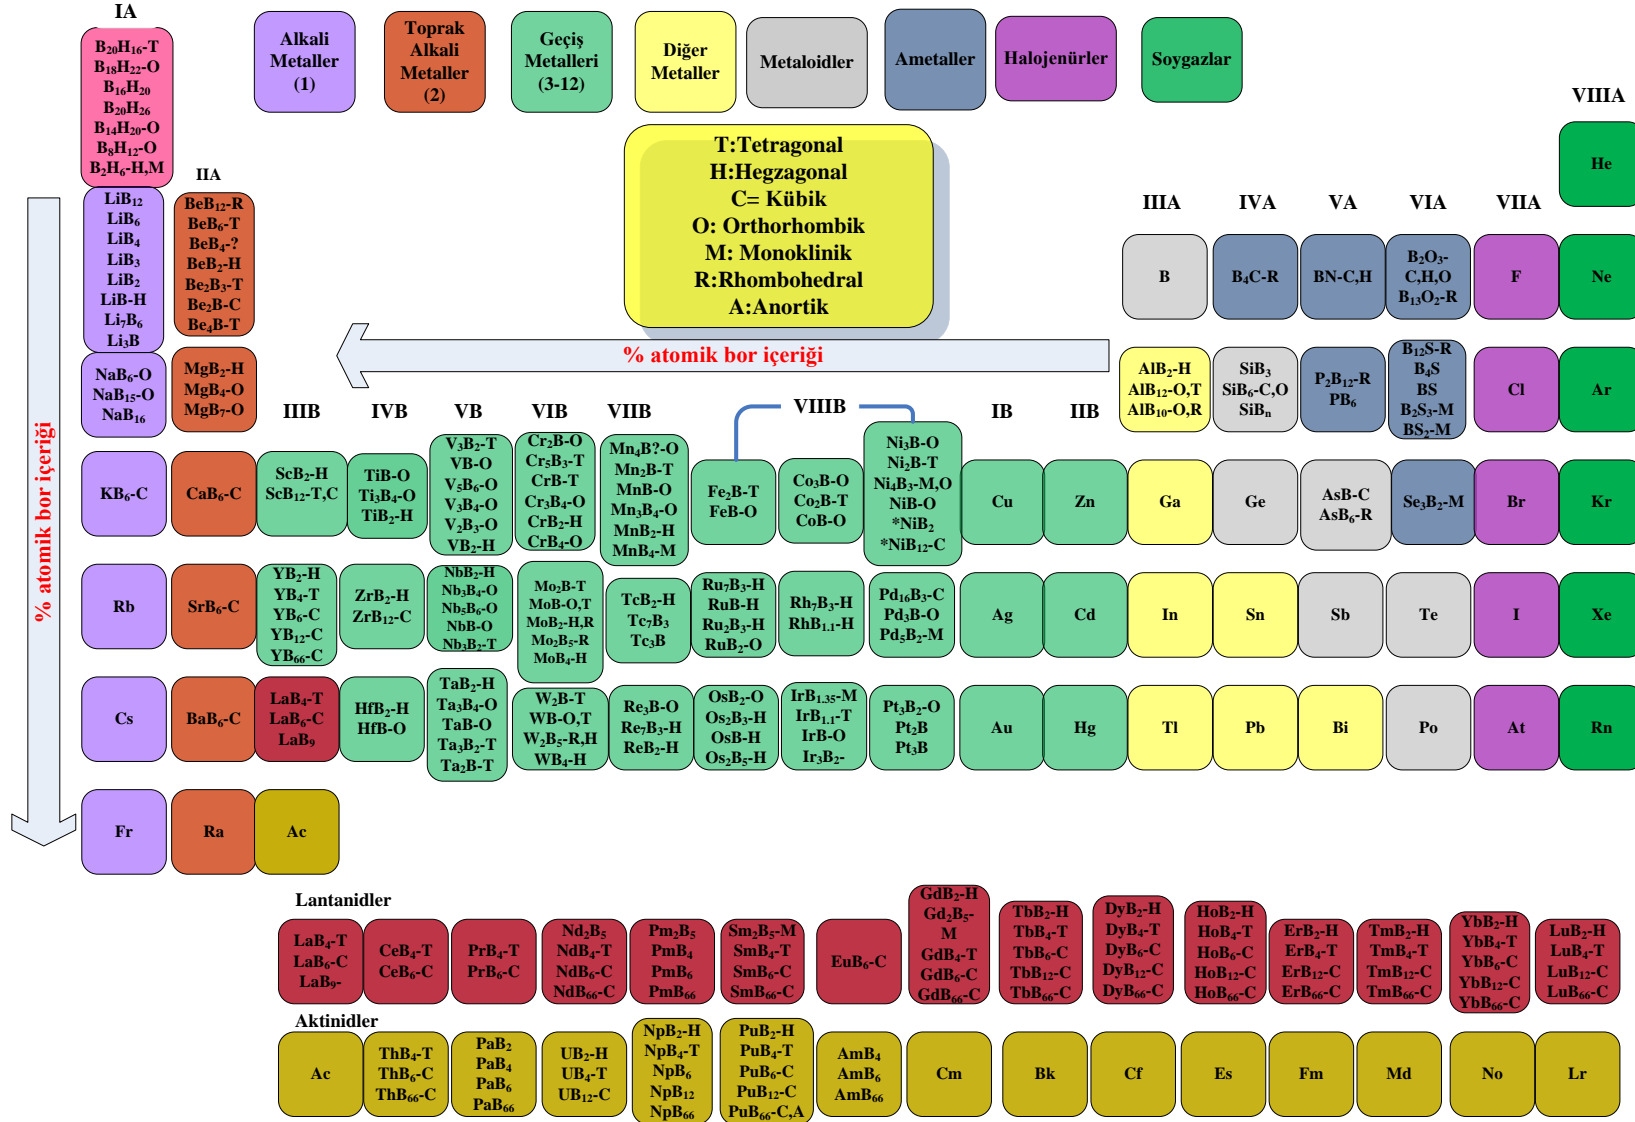 IA
Alkali
Metaller
(1)
Toprak
Alkali
Metaller
(2)
Geçiş
Metalleri
(3-12)
Diğer
Metaller
Metaloidler
Ametaller
Halojenürler
Soygazlar
VIIIA
B₂₀H₁₆-T
B₁₈H₂₂-O
B₁₆H₂₀
B₂₀H₂₆
B₁₄H₂₀-O
B₈H₁₂-O
B₂H₆-H,M
He
T:Tetragonal
H:Hegzagonal
C= Kübik
O: Orthorhombik
M: Monoklinik
R:Rhombohedral
A:Anortik
IIA
IIIA
IVA
VA
VIA
VIIA
LiB₁₂
LiB₆
LiB₄
LiB₃
LiB₂
LiB-H
Li₇B₆
Li₃B
BeB₁₂-R
BeB₆-T
BeB₄-?
BeB₂-H
Be₂B₃-T
Be₂B-C
Be₄B-T
B
B₄C-R
BN-C,H
B₂O₃-
C,H,O
B₁₃O₂-R
F
Ne
% atomik bor içeriği
% atomik bor içeriği
NaB₆-O
NaB₁₅-O
NaB₁₆
MgB₂-H
MgB₄-O
MgB₇-O
AlB₂-H
AlB₁₂-O,T
AlB₁₀-O,R
SiB₃
SiB₆-C,O
SiBₙ
P₂B₁₂-R
PB₆
B₁₂S-R
B₄S
BS
B₂S₃-M
BS₂-M
Cl
Ar
IIIB
IVB
VB
VIB
VIIB
VIIIB
IB
IIB
KB₆-C
CaB₆-C
ScB₂-H
ScB₁₂-T,C
TiB-O
Ti₃B₄-O
TiB₂-H
V₃B₂-T
VB-O
V₅B₆-O
V₃B₄-O
V₂B₃-O
VB₂-H
Cr₂B-O
Cr₅B₃-T
CrB-T
Cr₃B₄-O
CrB₂-H
CrB₄-O
Mn₄B?-O
Mn₂B-T
MnB-O
Mn₃B₄-O
MnB₂-H
MnB₄-M
Fe₂B-T
FeB-O
Co₃B-O
Co₂B-T
CoB-O
Ni₃B-O
Ni₂B-T
Ni₄B₃-M,O
NiB-O
*NiB₂
*NiB₁₂-C
Cu
Zn
Ga
Ge
AsB-C
AsB₆-R
Se₃B₂-M
Br
Kr
Rb
SrB₆-C
YB₂-H
YB₄-T
YB₆-C
YB₁₂-C
YB₆₆-C
ZrB₂-H
ZrB₁₂-C
NbB₂-H
Nb₃B₄-O
Nb₅B₆-O
NbB-O
Nb₃B₂-T
Mo₂B-T
MoB-O,T
MoB₂-H,R
Mo₂B₅-R
MoB₄-H
TcB₂-H
Tc₇B₃
Tc₃B
Ru₇B₃-H
RuB-H
Ru₂B₃-H
RuB₂-O
Rh₇B₃-H
RhB₁.₁-H
Pd₁₆B₃-C
Pd₃B-O
Pd₅B₂-M
Ag
Cd
In
Sn
Sb
Te
I
Xe
Cs
BaB₆-C
LaB₄-T
LaB₆-C
LaB₉
HfB₂-H
HfB-O
TaB₂-H
Ta₃B₄-O
TaB-O
Ta₃B₂-T
Ta₂B-T
W₂B-T
WB-O,T
W₂B₅-R,H
WB₄-H
Re₃B-O
Re₇B₃-H
ReB₂-H
OsB₂-O
Os₂B₃-H
OsB-H
Os₂B₅-H
IrB₁.₃₅-M
IrB₁.₁-T
IrB-O
Ir₃B₂-
Pt₃B₂-O
Pt₂B
Pt₃B
Au
Hg
Tl
Pb
Bi
Po
At
Rn
Fr
Ra
Ac
Lantanidler
LaB₄-T
LaB₆-C
LaB₉-
CeB₄-T
CeB₆-C
PrB₄-T
PrB₆-C
Nd₂B₅
NdB₄-T
NdB₆-C
NdB₆₆-C
Pm₂B₅
PmB₄
PmB₆
PmB₆₆
Sm₂B₅-M
SmB₄-T
SmB₆-C
SmB₆₆-C
EuB₆-C
GdB₂-H
Gd₂B₅-
M
GdB₄-T
GdB₆-C
GdB₆₆-C
TbB₂-H
TbB₄-T
TbB₆-C
TbB₁₂-C
TbB₆₆-C
DyB₂-H
DyB₄-T
DyB₆-C
DyB₁₂-C
DyB₆₆-C
HoB₂-H
HoB₄-T
HoB₆-C
HoB₁₂-C
HoB₆₆-C
ErB₂-H
ErB₄-T
ErB₁₂-C
ErB₆₆-C
TmB₂-H
TmB₄-T
TmB₁₂-C
TmB₆₆-C
YbB₂-H
YbB₄-T
YbB₆-C
YbB₁₂-C
YbB₆₆-C
LuB₂-H
LuB₄-T
LuB₁₂-C
LuB₆₆-C
Aktinidler
Ac
ThB₄-T
ThB₆-C
ThB₆₆-C
PaB₂
PaB₄
PaB₆
PaB₆₆
UB₂-H
UB₄-T
UB₁₂-C
NpB₂-H
NpB₄-T
NpB₆
NpB₁₂
NpB₆₆
PuB₂-H
PuB₄-T
PuB₆-C
PuB₁₂-C
PuB₆₆-C,A
AmB₄
AmB₆
AmB₆₆
Cm
Bk
Cf
Es
Fm
Md
No
Lr